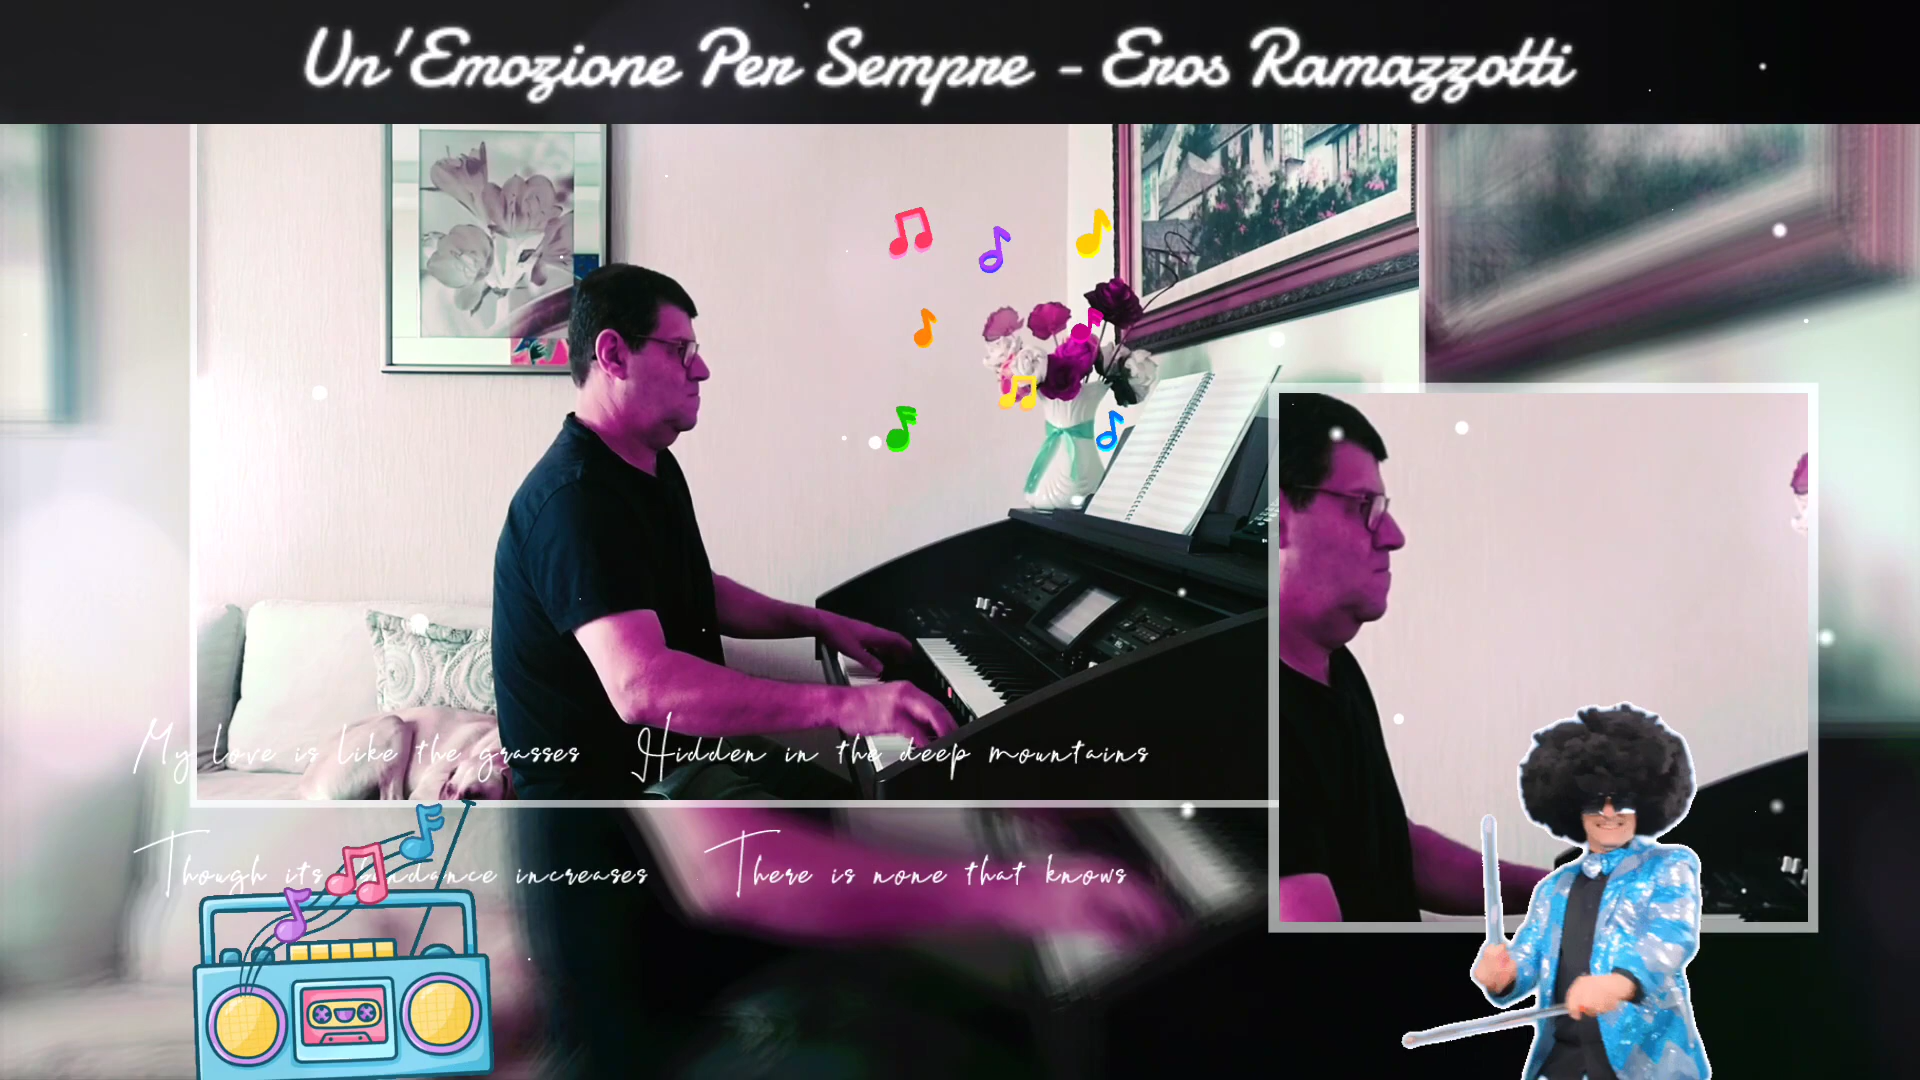 Un'Emozione Per Sempre - Eros Ramazzotti
My love is like the grasses Hidden in the deep mountains
Though its increases There is none that knows